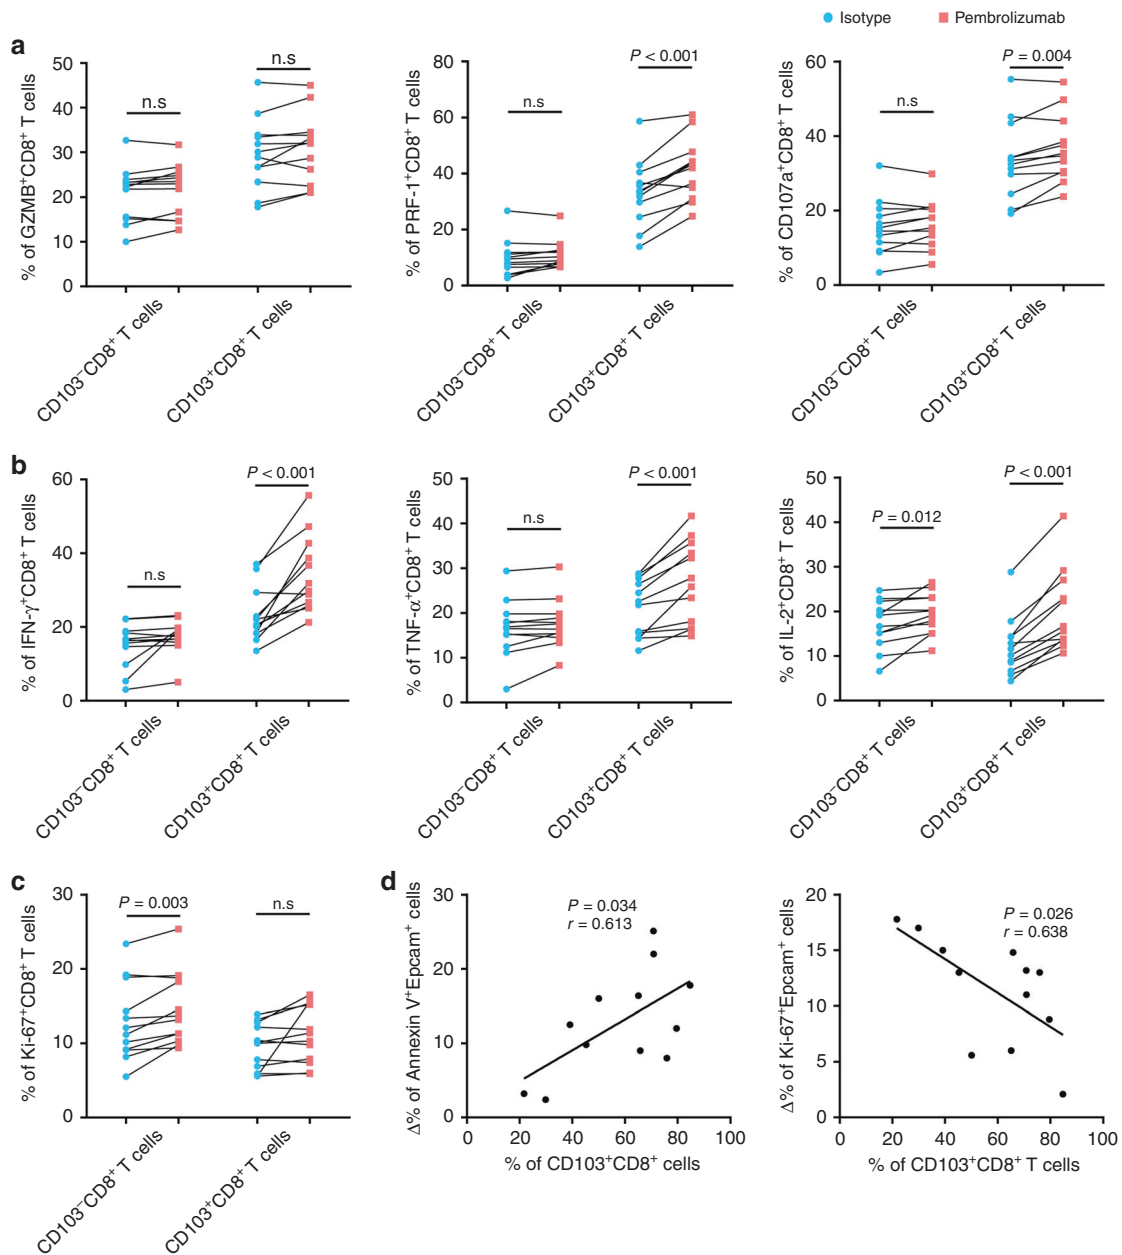 Isotype Pembrolizumab
a
% of GZMB⁺CD8⁺ T cells
50
40
30
20
10
0
n.s
n.s
CD103⁻CD8⁺ T cells
CD103⁺CD8⁺ T cells
% of PRF-1⁺CD8⁺ T cells
80
60
40
20
0
n.s
P < 0.001
CD103⁻CD8⁺ T cells
CD103⁺CD8⁺ T cells
% of CD107a⁺CD8⁺ T cells
60
40
20
0
n.s
P = 0.004
CD103⁻CD8⁺ T cells
CD103⁺CD8⁺ T cells
b
% of IFN-γ⁺CD8⁺ T cells
60
40
20
0
n.s
P < 0.001
CD103⁻CD8⁺ T cells
CD103⁺CD8⁺ T cells
% of TNF-α⁺CD8⁺ T cells
50
40
30
20
10
0
n.s
P < 0.001
CD103⁻CD8⁺ T cells
CD103⁺CD8⁺ T cells
% of IL-2⁺CD8⁺ T cells
50
40
30
20
10
0
P = 0.012
P < 0.001
CD103⁻CD8⁺ T cells
CD103⁺CD8⁺ T cells
c
% of Ki-67⁺CD8⁺ T cells
30
20
10
0
P = 0.003
n.s
CD103⁻CD8⁺ T cells
CD103⁺CD8⁺ T cells
d
Δ% of Annexin V⁺Epcam⁺ cells
30
20
10
0
P = 0.034
r = 0.613
0 20 40 60 80 100
% of CD103⁺CD8⁺ cells
Δ% of Ki-67⁺Epcam⁺ cells
20
15
10
5
0
P = 0.026
r = 0.638
0 20 40 60 80 100
% of CD103⁺CD8⁺ T cells